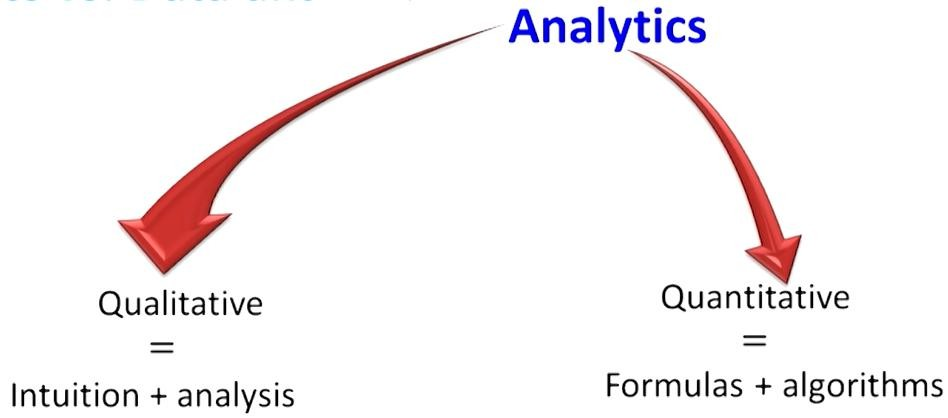 Analytics
Qualitative
=
Intuition + analysis
Quantitative
=
Formulas + algorithms